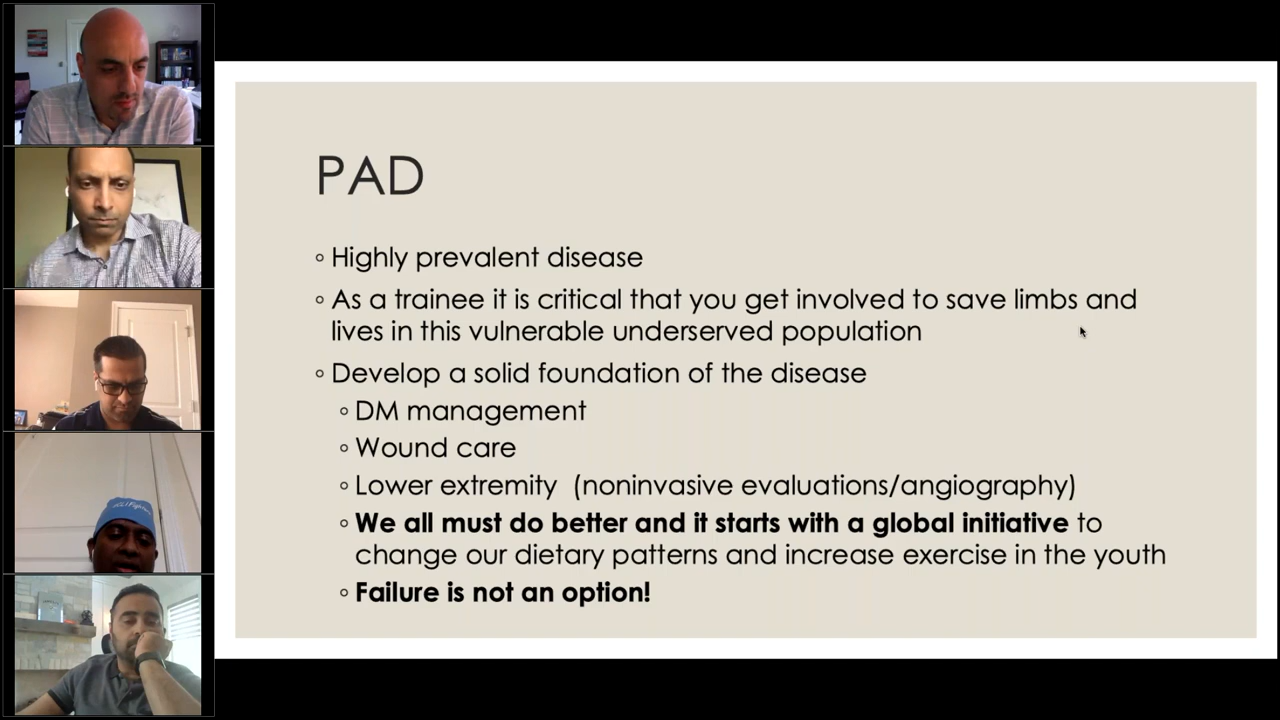 PAD
◦ Highly prevalent disease
◦ As a trainee it is critical that you get involved to save limbs and
lives in this vulnerable underserved population
◦ Develop a solid foundation of the disease
◦ DM management
◦ Wound care
◦ Lower extremity (noninvasive evaluations/angiography)
◦ We all must do better and it starts with a global initiative to
change our dietary patterns and increase exercise in the youth
◦ Failure is not an option!